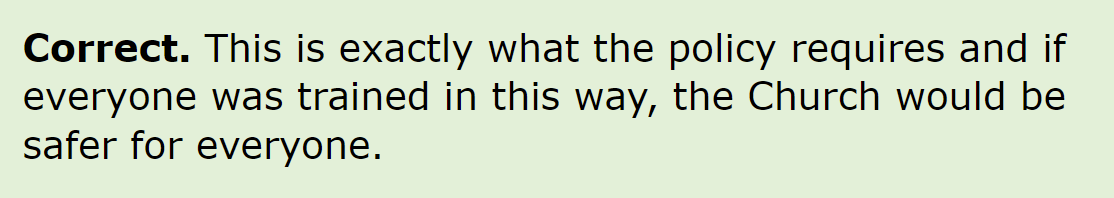 Correct. This is exactly what the policy requires and if
everyone was trained in this way, the Church would be
safer for everyone.